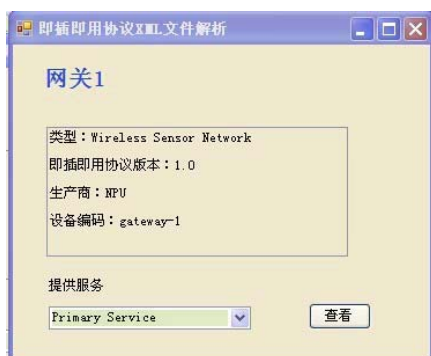 即插即用协议XML文件解析
网关1
类型：Wireless Sensor Network
即插即用协议版本：1.0
生产商：NPU
设备编码：gateway-1
提供服务
Primary Service
查看